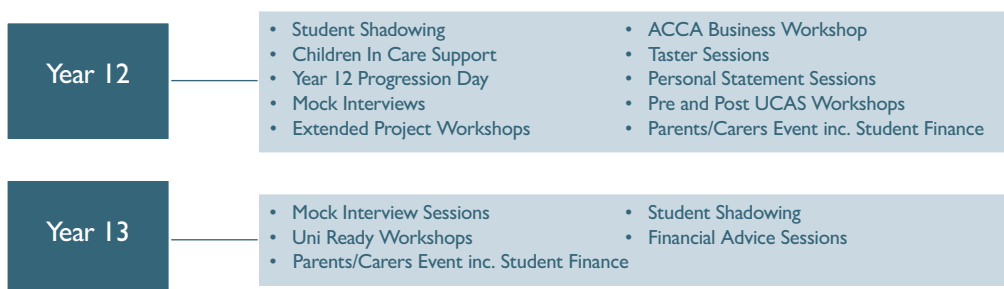 Year 12
• Student Shadowing
• Children In Care Support
• Year 12 Progression Day
• Mock Interviews
• Extended Project Workshops
• ACCA Business Workshop
• Taster Sessions
• Personal Statement Sessions
• Pre and Post UCAS Workshops
• Parents/Carers Event inc. Student Finance
Year 13
• Mock Interview Sessions
• Uni Ready Workshops
• Parents/Carers Event inc. Student Finance
• Student Shadowing
• Financial Advice Sessions